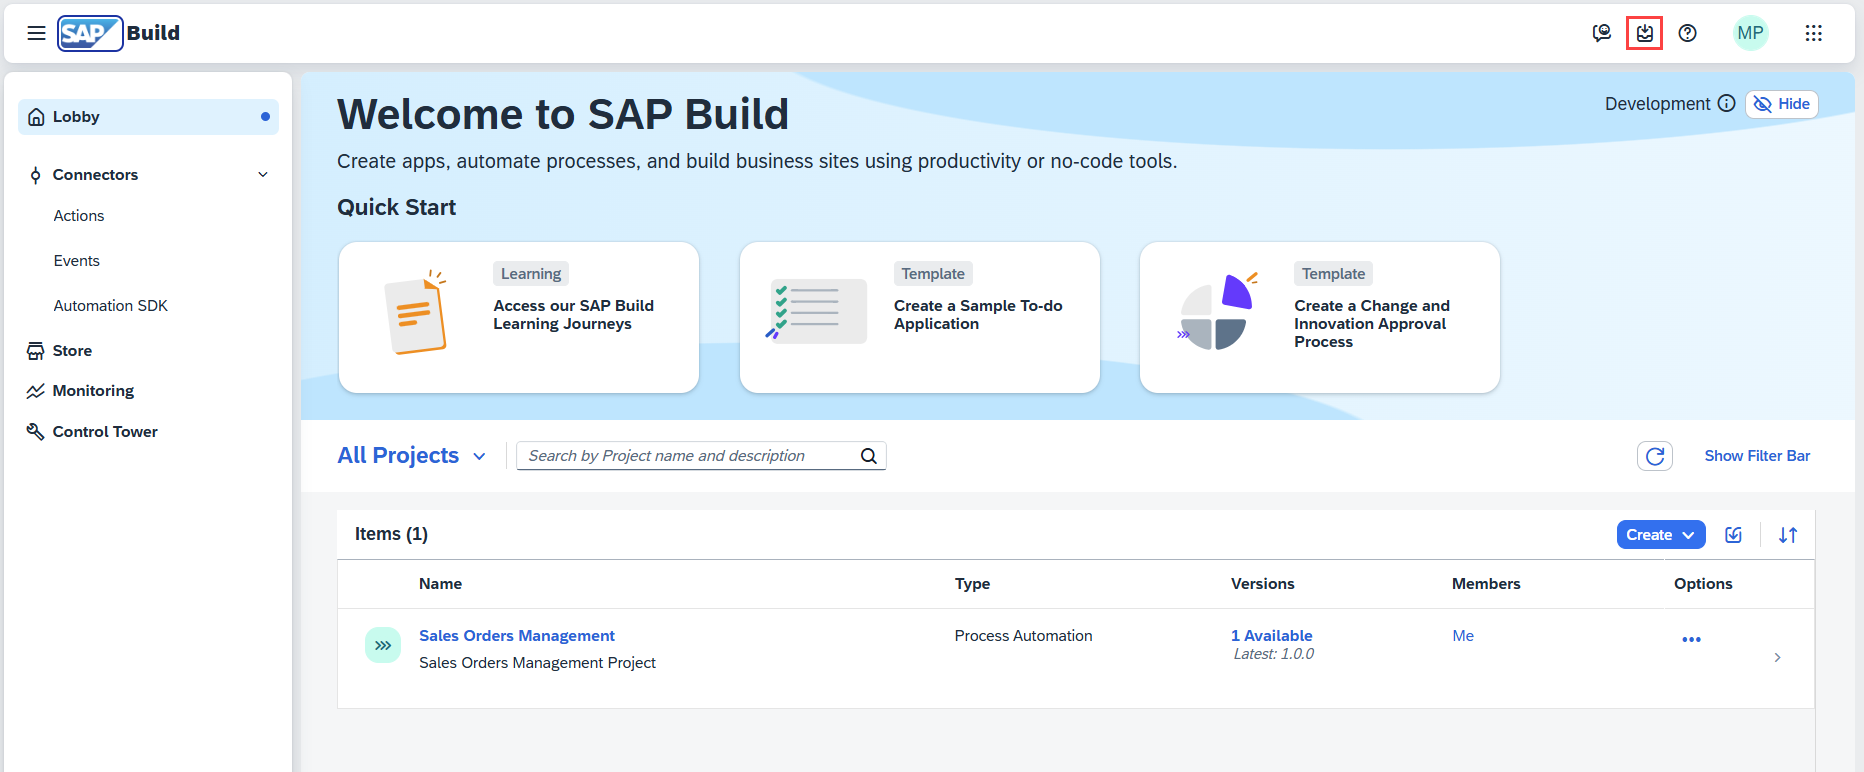 SAP Build
MP
Lobby
Connectors
Actions
Events
Automation SDK
Store
Monitoring
Control Tower
Welcome to SAP Build
Development
Hide
Create apps, automate processes, and build business sites using productivity or no-code tools.
Quick Start
Learning
Access our SAP Build
Learning Journeys
Template
Create a Sample To-do
Application
Template
Create a Change and
Innovation Approval
Process
All Projects
Search by Project name and description
Show Filter Bar
Items (1)
Create
Name Type Versions Members Options
Sales Orders Management Process Automation 1 Available Me
Latest: 1.0.0
Sales Orders Management Project